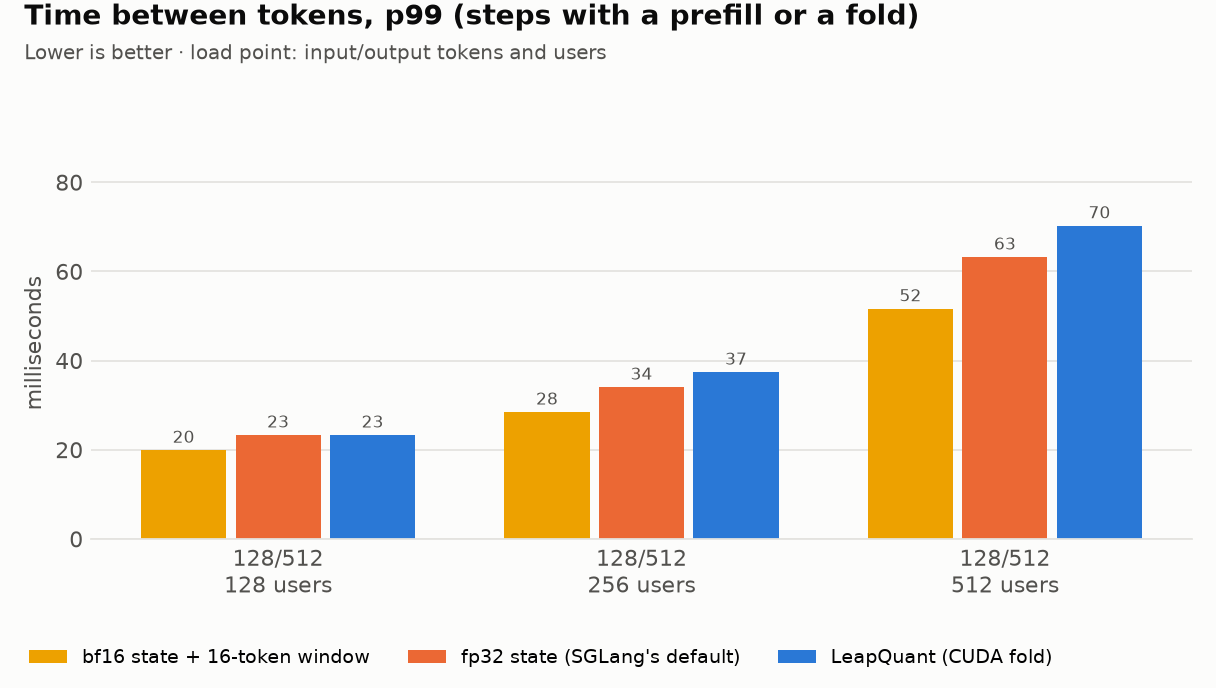 Time between tokens, p99 (steps with a prefill or a fold)
Lower is better · load point: input/output tokens and users
milliseconds
80
60
40
20
0
20
23
23
28
34
37
52
63
70
128/512
128 users
128/512
256 users
128/512
512 users
bf16 state + 16-token window
fp32 state (SGLang's default)
LeapQuant (CUDA fold)